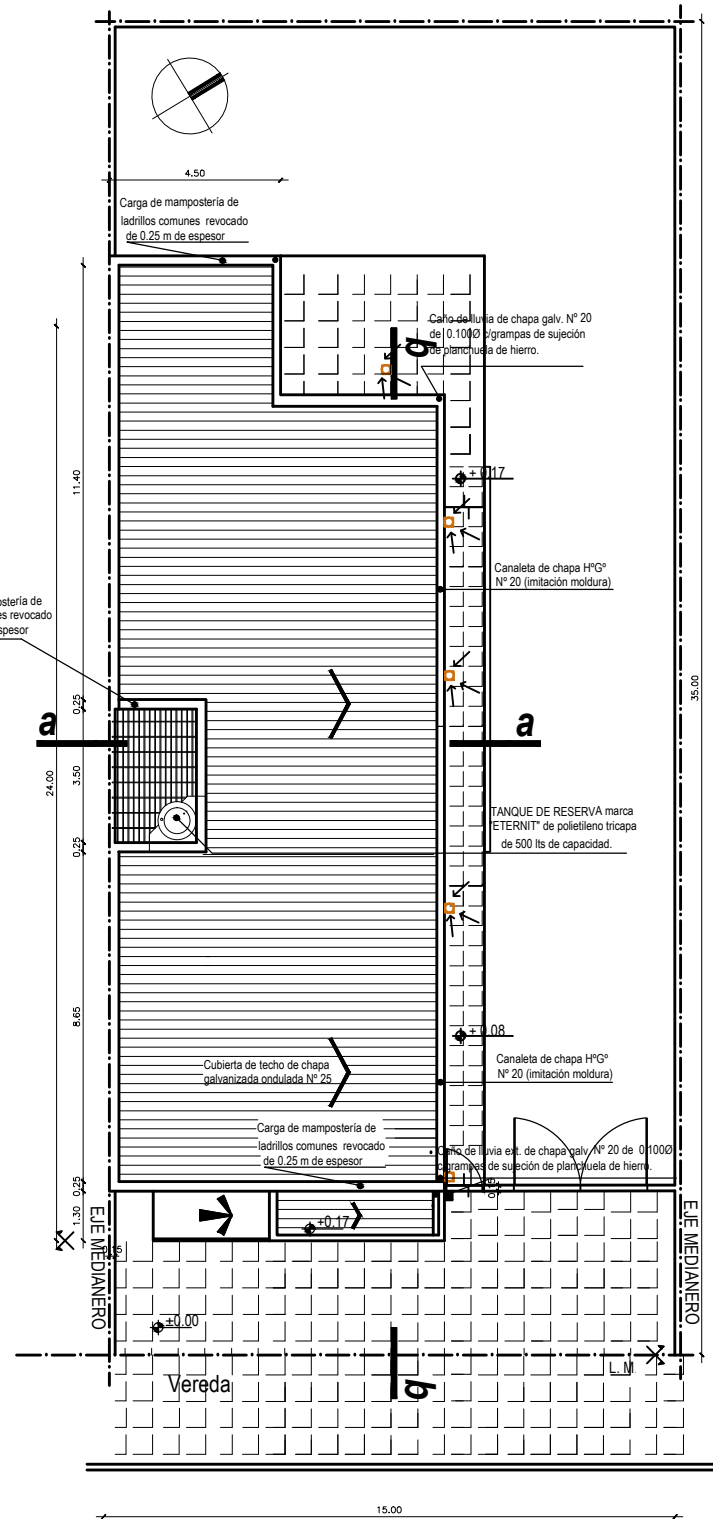 4.50
Carga de mampostería de
ladrillos comunes revocado
de 0.25 m de espesor
Caño de lluvia de chapa galv. Nº 20
de 0.100Ø c/grampas de sujeción
de planchuela de hierro.
b
+ 0.17
11.40
Canaleta de chapa HºGº
Nº 20 (imitación moldura)
postería de
es revocado
spesor
35.00
a
a
0.25
3.50
24.00
0.25
TANQUE DE RESERVA marca
"ETERNIT" de polietileno tricapa
de 500 lts de capacidad.
8.65
+ 0.08
Cubierta de techo de chapa
galvanizada ondulada Nº 25
Canaleta de chapa HºGº
Nº 20 (imitación moldura)
Carga de mampostería de
ladrillos comunes revocado
de 0.25 m de espesor
Caño de lluvia ext. de chapa galv. Nº 20 de 0.100Ø
c/grampas de sujeción de planchuela de hierro.
0.25
0.15
1.30
+0.17
EJE MEDIANERO
EJE MEDIANERO
0.15
±0.00
L. M
Vereda
b
15.00